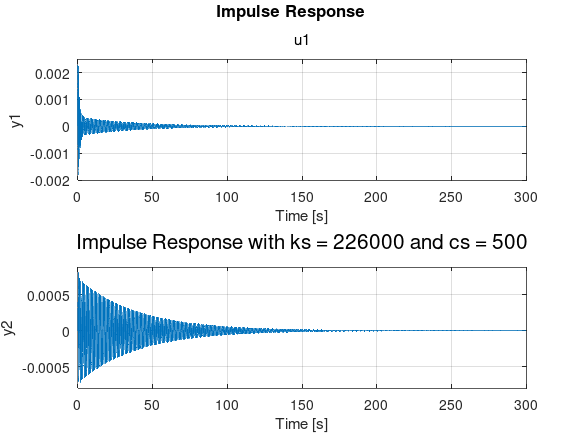 Impulse Response
u1
y1
0.002
0.001
0
-0.001
-0.002
0 50 100 150 200 250 300
Time [s]
Impulse Response with ks = 226000 and cs = 500
y2
0.0005
0
-0.0005
0 50 100 150 200 250 300
Time [s]